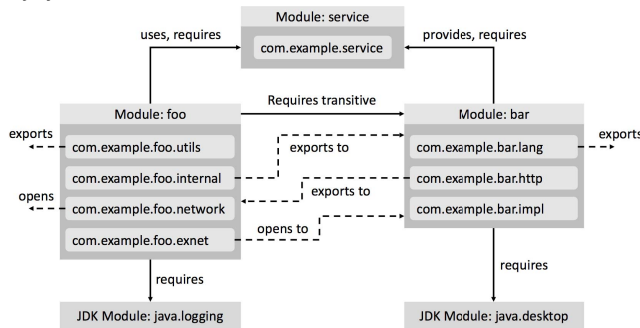 Module: service
uses, requires
com.example.service
provides, requires
Module: foo
Requires transitive
Module: bar
exports
com.example.foo.utils
exports to
com.example.bar.lang
exports
com.example.foo.internal
com.example.bar.http
exports to
opens
com.example.foo.network
com.example.bar.impl
com.example.foo.exnet
opens to
requires
requires
JDK Module: java.logging
JDK Module: java.desktop